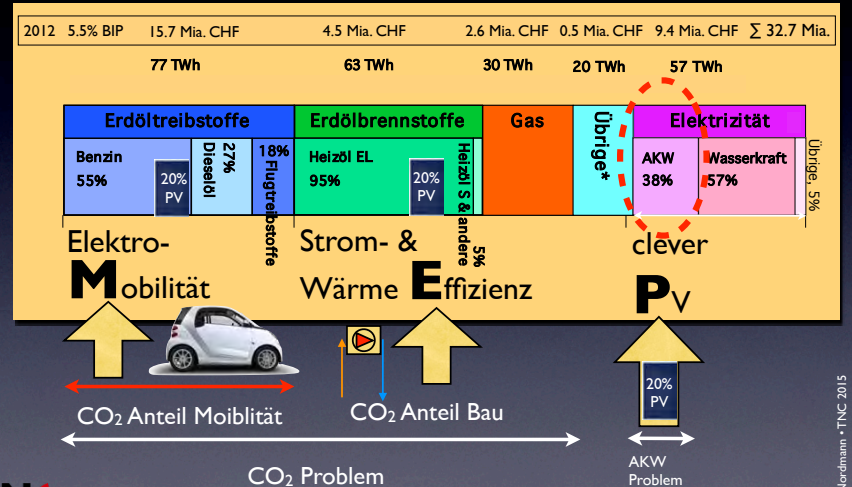 2012 5.5% BIP 15.7 Mia. CHF 4.5 Mia. CHF 2.6 Mia. CHF 0.5 Mia. CHF 9.4 Mia. CHF ∑ 32.7 Mia.
77 TWh 63 TWh 30 TWh 20 TWh 57 TWh
Erdöltreibstoffe Erdölbrennstoffe Gas Übrige* Elektrizität
Benzin
55%
20%
PV
Dieselöl
27%
18%
Flugtreibstoffe
Heizöl EL
95%
20%
PV
Heizöl S & andere
5%
AKW
38%
Wasserkraft
57%
Übrige, 5%
Elektro-
Mobilität
Strom- &
Wärme Effizienz
clever
PV
20%
PV
CO₂ Anteil Moiblität
CO₂ Anteil Bau
CO₂ Problem
AKW
Problem
Nordmann • TNC 2015